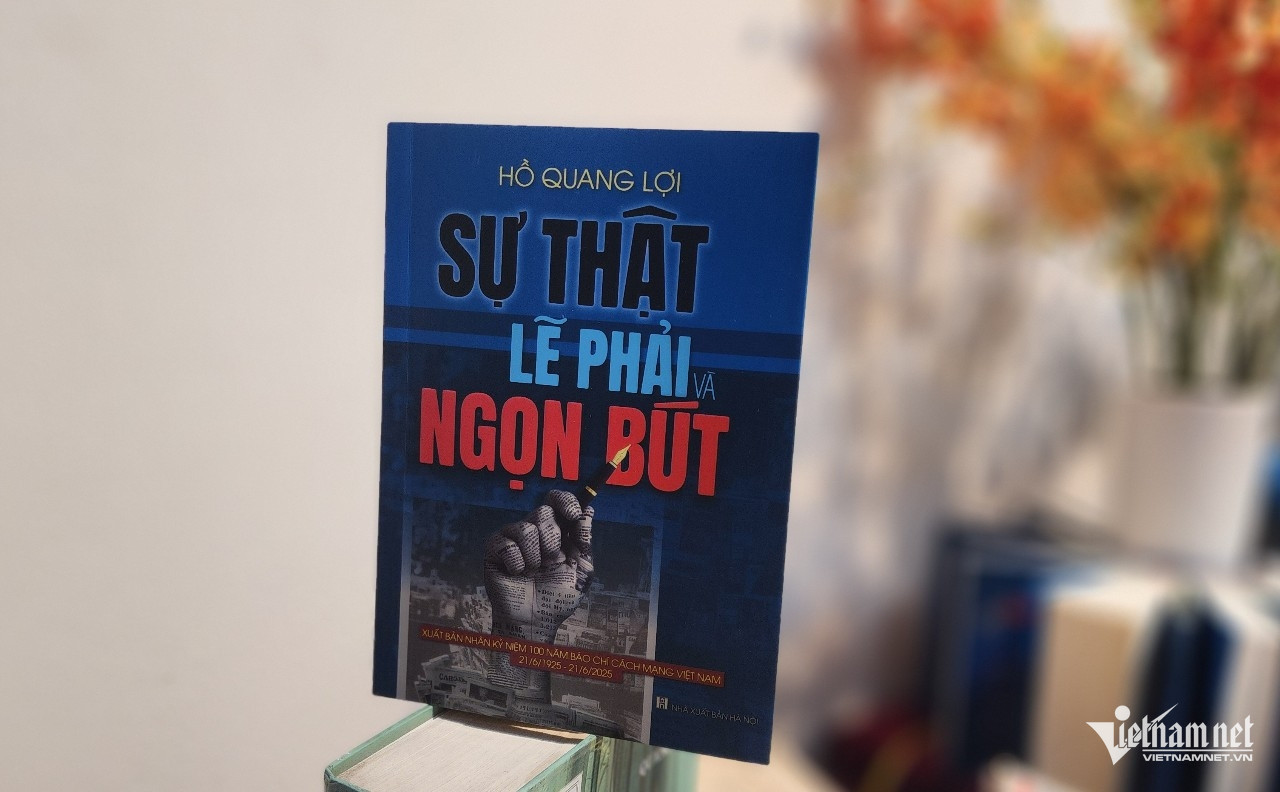 HỒ QUANG LỢI
SỰ THẬT
LẼ PHẢI VÀ
NGỌN BÚT
XUẤT BẢN NHÂN KỶ NIỆM 100 NĂM BÁO CHÍ CÁCH MẠNG VIỆT NAM
21/6/1925 - 21/6/2025
NHÀ XUẤT BẢN HÀ NỘI
Vietnamnet
VIETNAMNET.VN